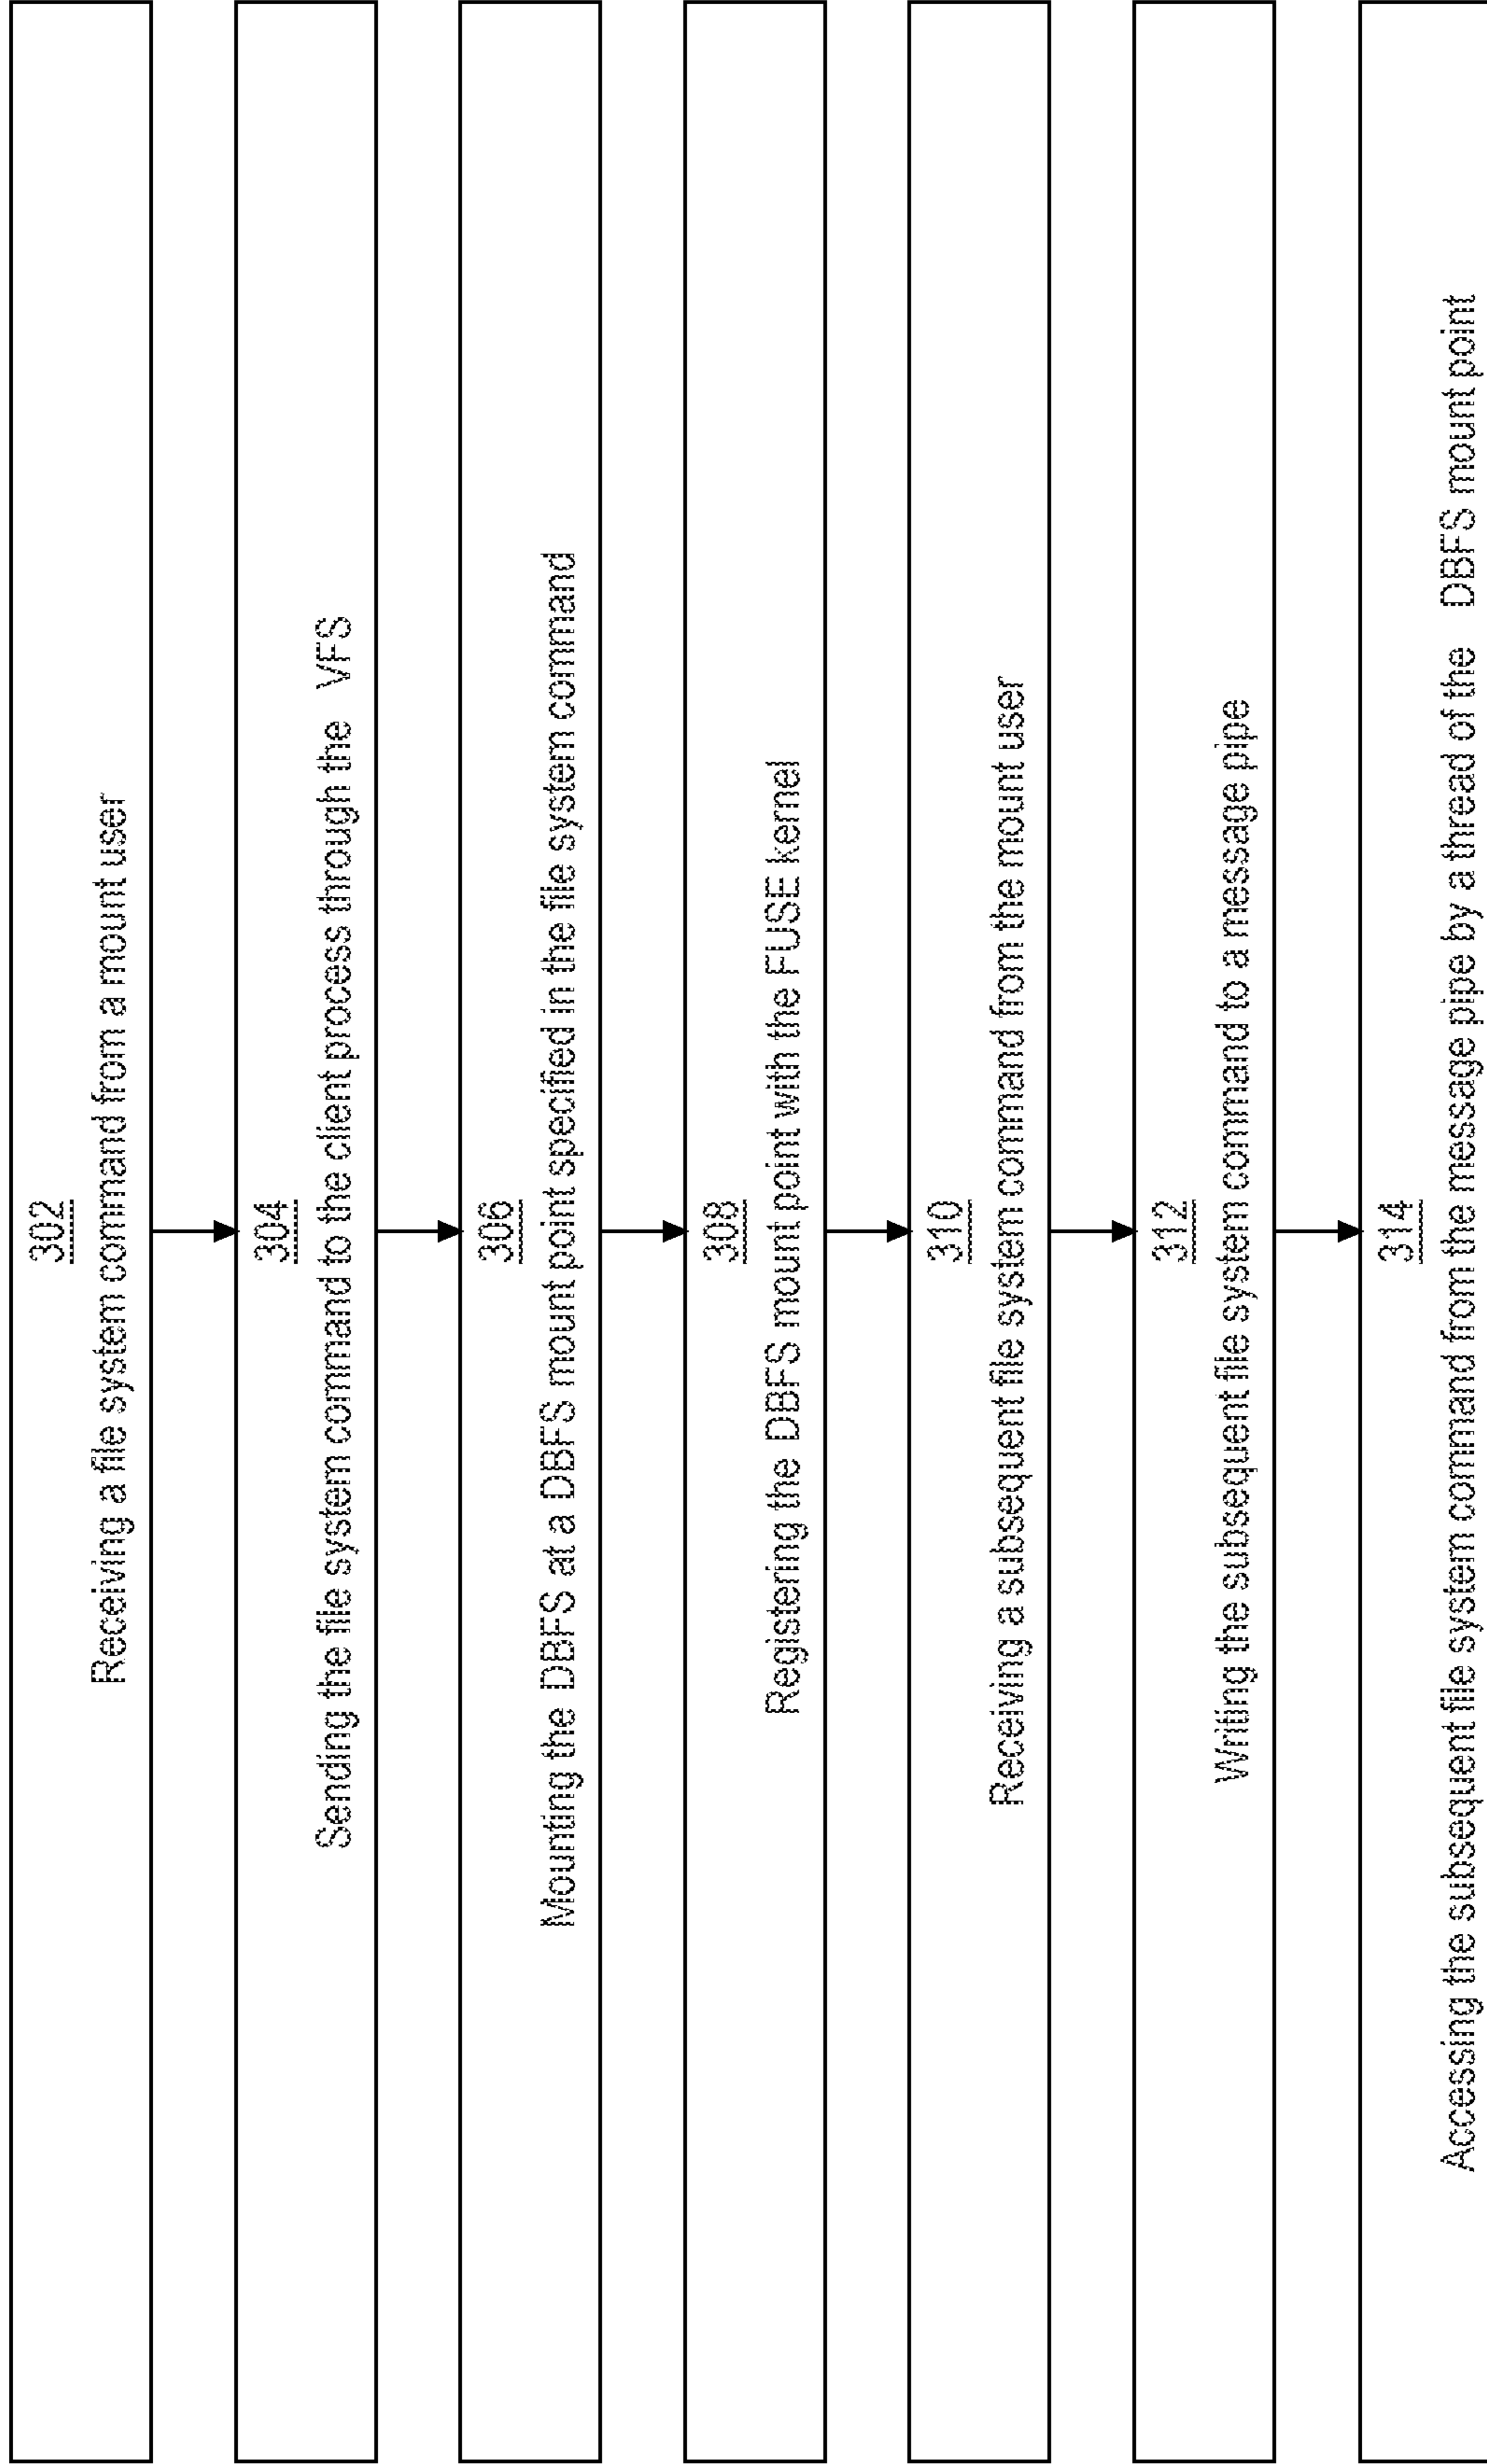 302
Receiving a file system command from a mount user
304
Sending the file system command to the client process through the VFS
306
Mounting the DBFS at a DBFS mount point specified in the file system command
308
Registering the DBFS mount point with the FUSE kernel
310
Receiving a subsequent file system command from the mount user
312
Writing the subsequent file system command to a message pipe
314
Accessing the subsequent file system command from the message pipe by a thread of the DBFS mount point